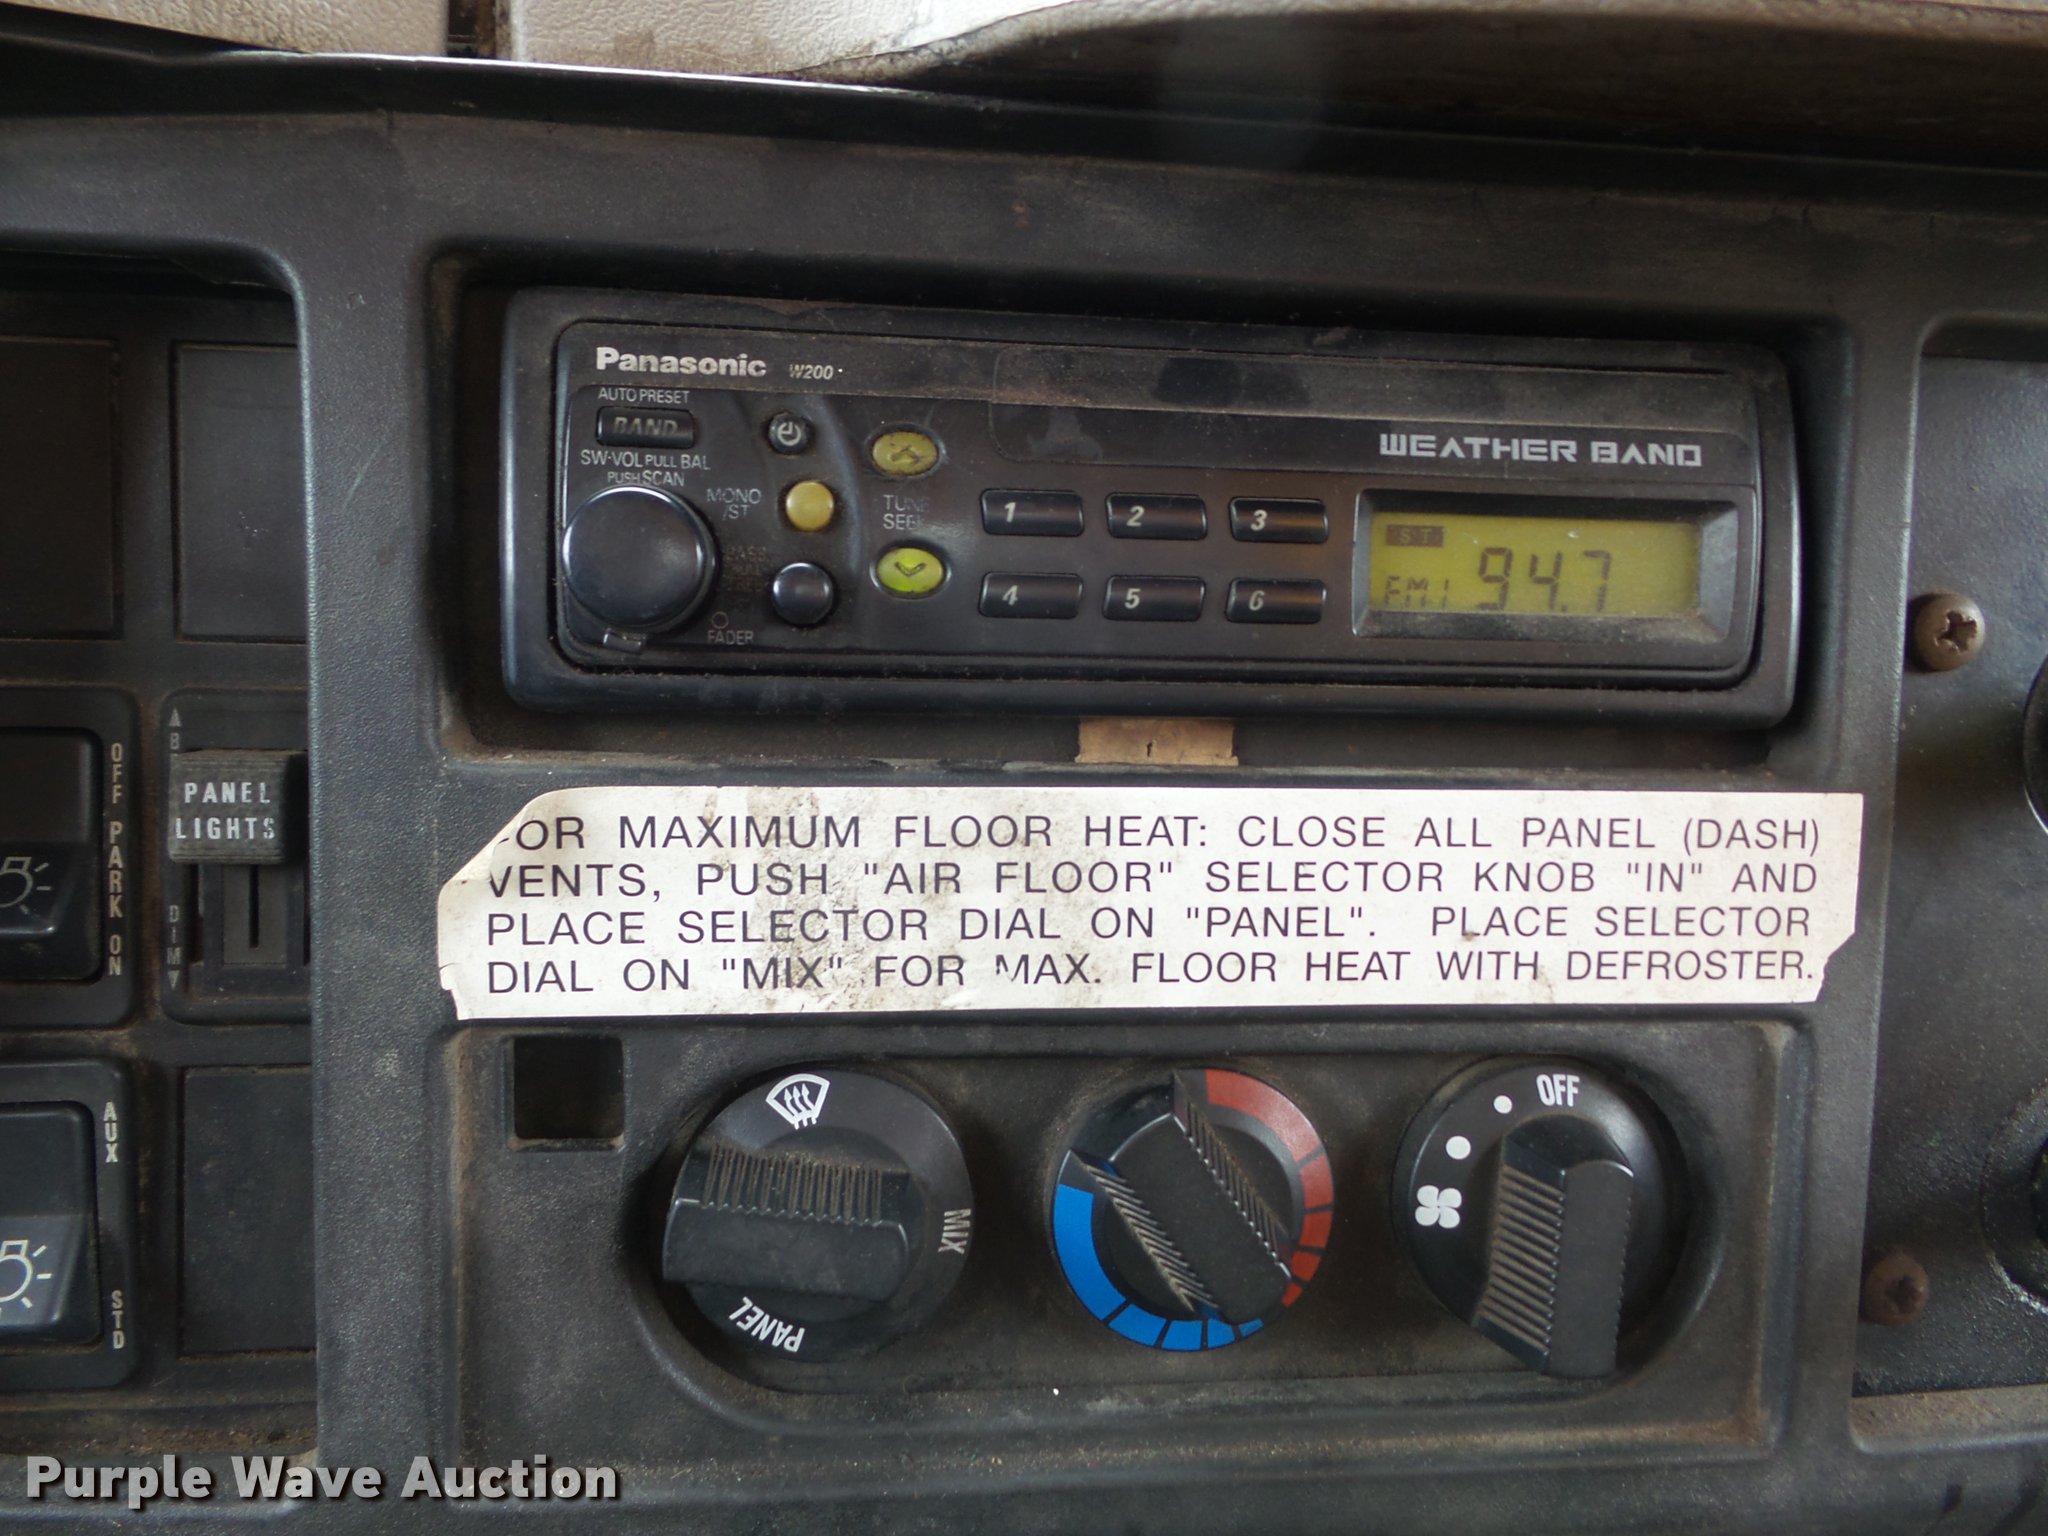 Panasonic W200
AUTO PRESET
BAND
SW·VOL PULL BAL
PUSH SCAN
MONO
/ST
TUNE
SEEK
FADER
1 2 3
4 5 6
WEATHER BAND
ST
FM1 94.7
OFF PARK ON
PANEL
LIGHTS
DIM
AUX
STD
FOR MAXIMUM FLOOR HEAT: CLOSE ALL PANEL (DASH)
VENTS, PUSH "AIR FLOOR" SELECTOR KNOB "IN" AND
PLACE SELECTOR DIAL ON "PANEL". PLACE SELECTOR
DIAL ON "MIX" FOR MAX. FLOOR HEAT WITH DEFROSTER.
MIX
PANEL
OFF
Purple Wave Auction